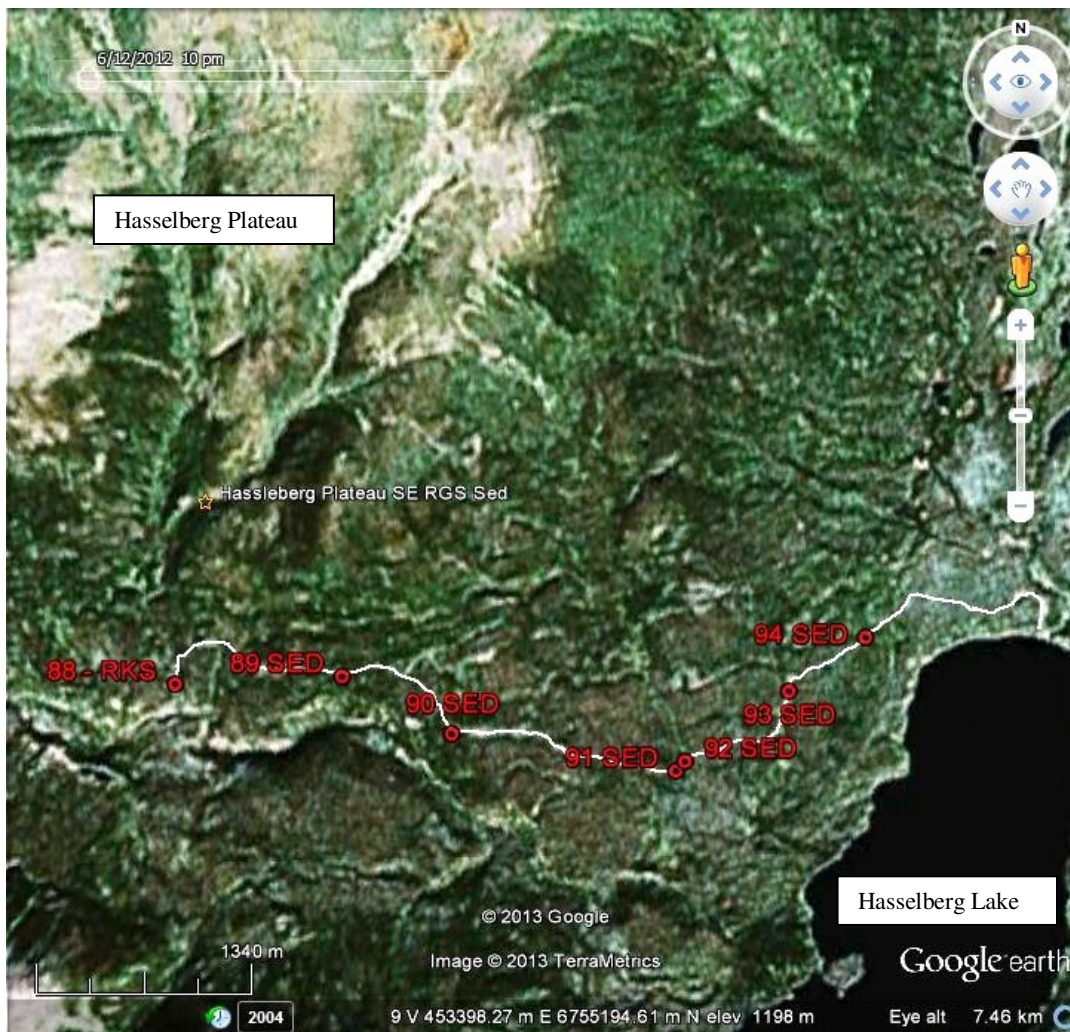 6/12/2012 10 pm
N
Hasselberg Plateau
Hassleberg Plateau SE RGS Sed
94 SED
88 - RKS
89 SED
90 SED
93 SED
91 SED
92 SED
Hasselberg Lake
© 2013 Google
1340 m
Image © 2013 TerraMetrics
Google earth
2004
9 V 453398.27 m E 6755194.61 m N elev 1198 m
Eye alt 7.46 km